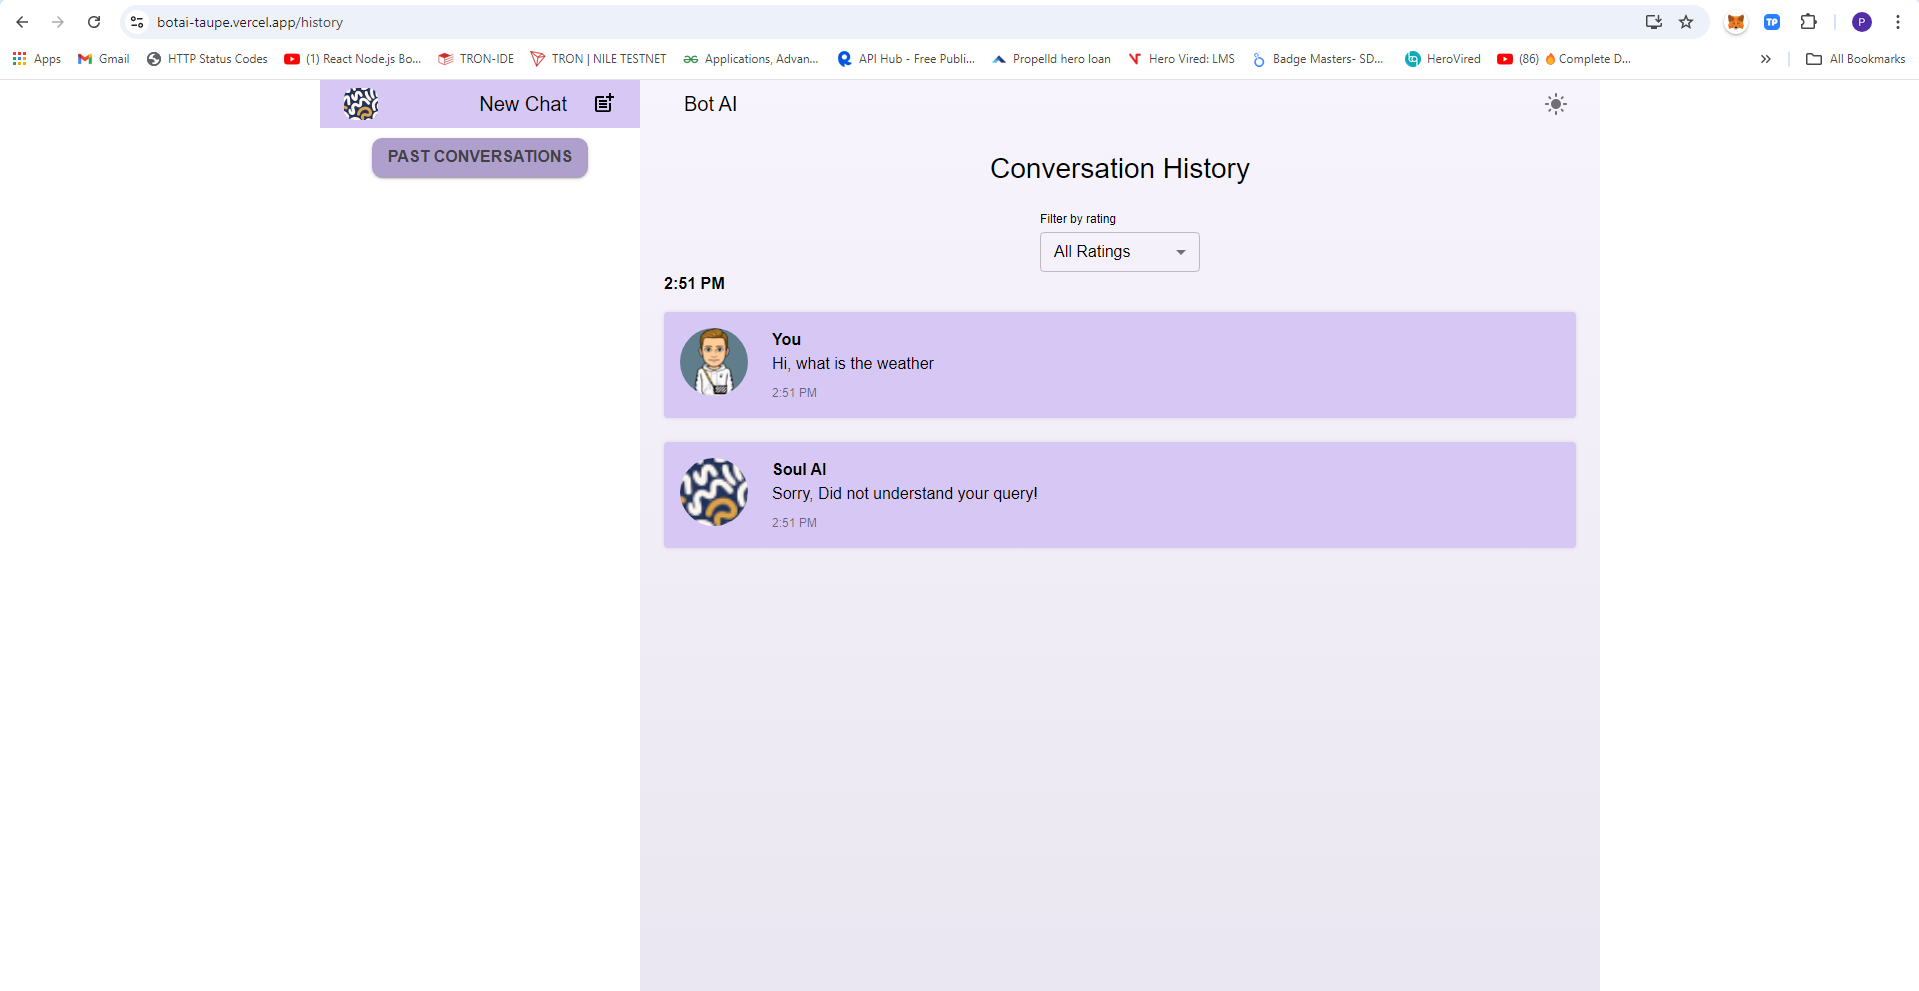 botai-taupe.vercel.app/history
TP
P
Apps
Gmail
HTTP Status Codes
(1) React Node.js Bo...
TRON-IDE
TRON | NILE TESTNET
Applications, Advan...
API Hub - Free Publi...
Propelld hero loan
Hero Vired: LMS
Badge Masters- SD...
HeroVired
(86) 🔥 Complete D...
All Bookmarks
New Chat
PAST CONVERSATIONS
Bot AI
Conversation History
Filter by rating
All Ratings
2:51 PM
You
Hi, what is the weather
2:51 PM
Soul AI
Sorry, Did not understand your query!
2:51 PM